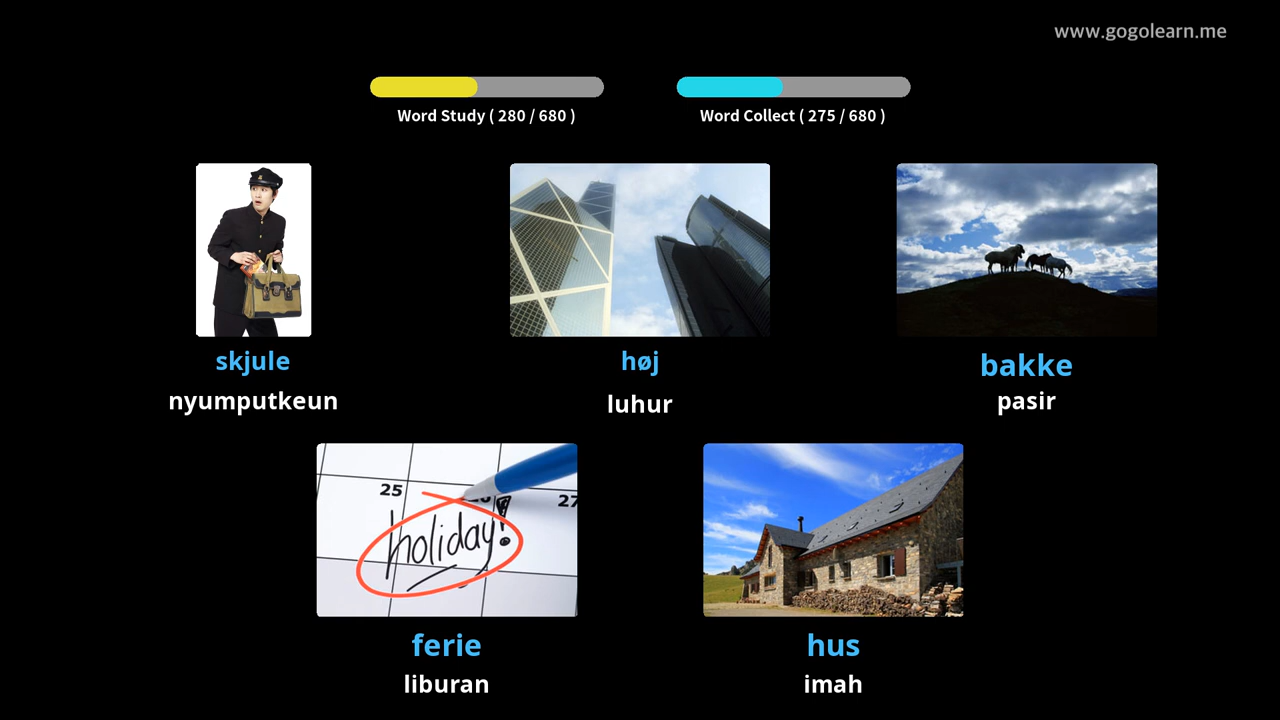 www.gogolearn.me
Word Study ( 280 / 680 )
Word Collect ( 275 / 680 )
skjule
nyumputkeun
høj
luhur
bakke
pasir
25
27
holiday!
ferie
liburan
hus
imah